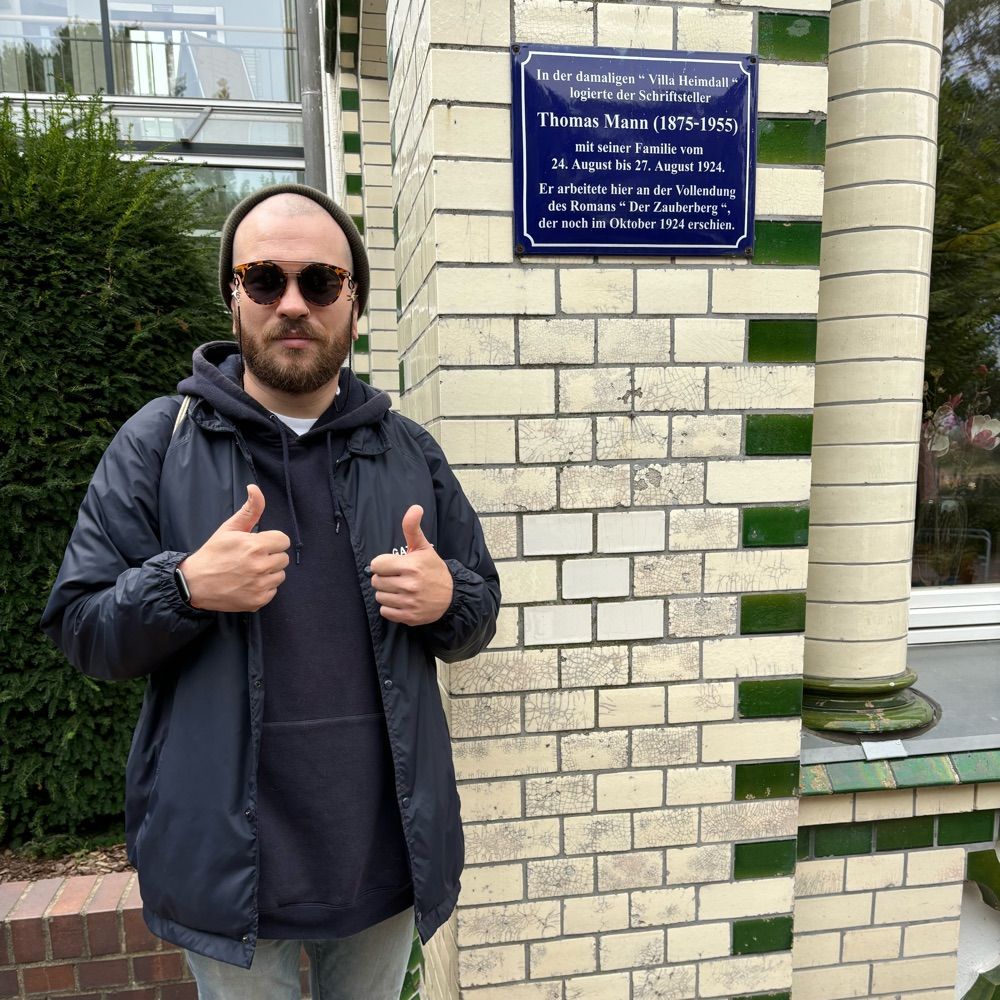 In der damaligen “ Villa Heimdall “
logierte der Schriftsteller
Thomas Mann (1875-1955)
mit seiner Familie vom
24. August bis 27. August 1924.
Er arbeitete hier an der Vollendung
des Romans “ Der Zauberberg “,
der noch im Oktober 1924 erschien.